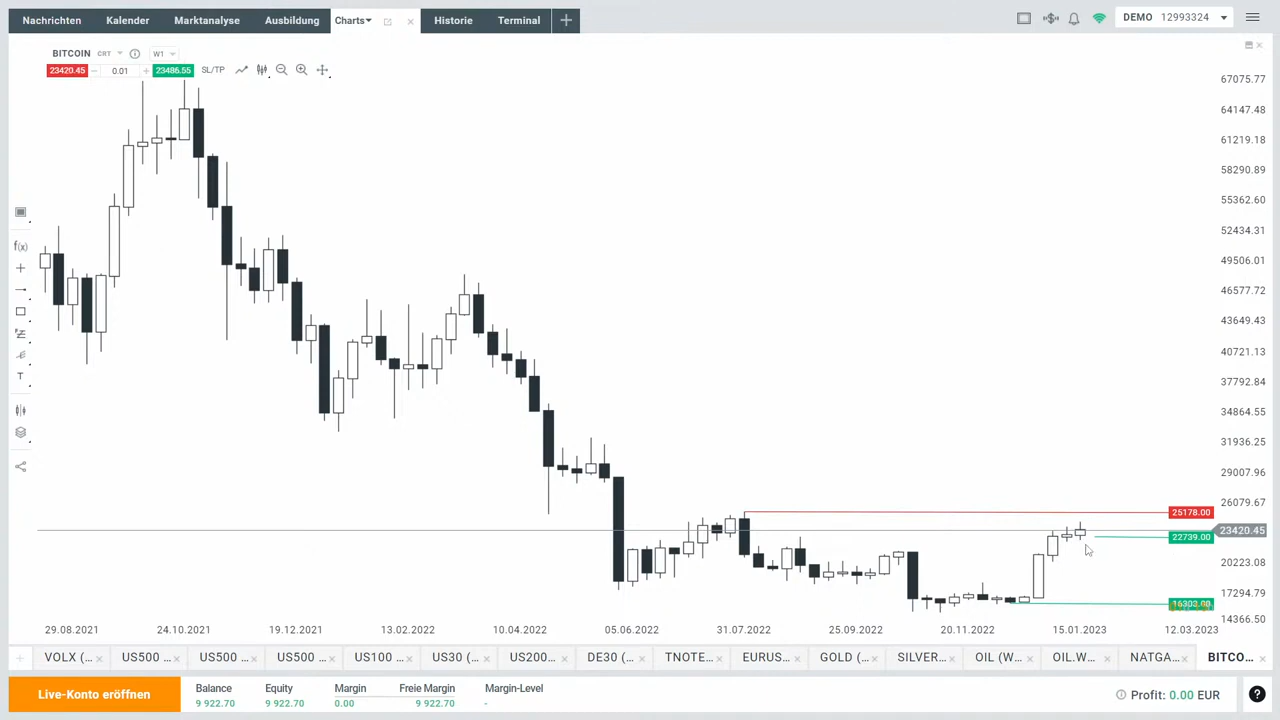 Nachrichten Kalender Marktanalyse Ausbildung Charts Historie Terminal
DEMO 12993324
BITCOIN CRT W1
23420.45 0.01 23486.55 SL/TP
67075.77
64147.48
61219.18
58290.89
55362.60
52434.31
49506.01
46577.72
43649.43
40721.13
37792.84
34864.55
31936.25
29007.96
26079.67
25178.00
23420.45
22739.00
20223.08
17294.79
16302.00
14366.50
29.08.2021 24.10.2021 19.12.2021 13.02.2022 10.04.2022 05.06.2022 31.07.2022 25.09.2022 20.11.2022 15.01.2023 12.03.2023
VOLX (... US500 ... US500 ... US500 ... US100 ... US30 (... US200... DE30 (... TNOTE... EURUS... GOLD (... SILVER... OIL (W... OIL.W... NATGA... BITCO...
Live-Konto eröffnen
Balance Equity Margin Freie Margin Margin-Level
9 922.70 9 922.70 0.00 9 922.70 -
Profit: 0.00 EUR